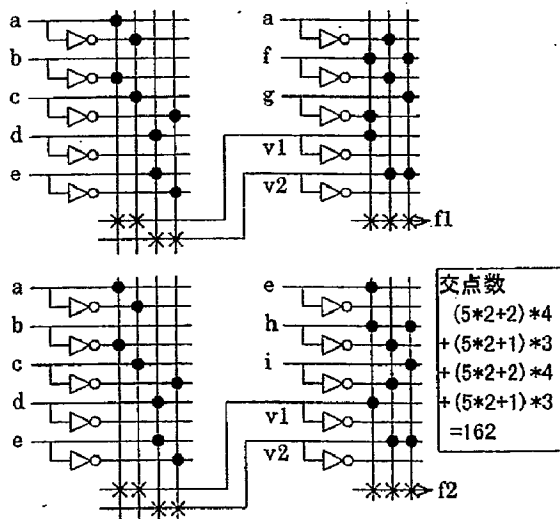 a
b
c
d
e
a
f
g
v1
v2
f1
a
b
c
d
e
e
h
i
v1
v2
f2
交点数
(5*2+2)*4
+(5*2+1)*3
+(5*2+2)*4
+(5*2+1)*3
=162